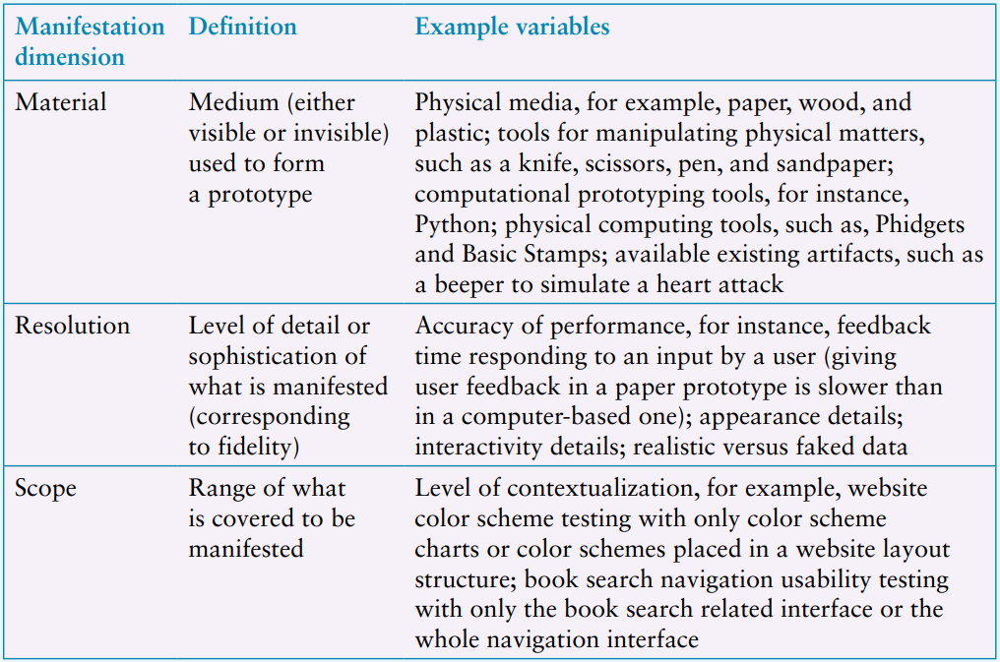 Manifestation dimension
Definition
Example variables
Material
Medium (either
visible or invisible)
used to form
a prototype
Physical media, for example, paper, wood, and
plastic; tools for manipulating physical matters,
such as a knife, scissors, pen, and sandpaper;
computational prototyping tools, for instance,
Python; physical computing tools, such as, Phidgets
and Basic Stamps; available existing artifacts, such as
a beeper to simulate a heart attack
Resolution
Level of detail or
sophistication of
what is manifested
(corresponding
to fidelity)
Accuracy of performance, for instance, feedback
time responding to an input by a user (giving
user feedback in a paper prototype is slower than
in a computer-based one); appearance details;
interactivity details; realistic versus faked data
Scope
Range of what
is covered to be
manifested
Level of contextualization, for example, website
color scheme testing with only color scheme
charts or color schemes placed in a website layout
structure; book search navigation usability testing
with only the book search related interface or the
whole navigation interface